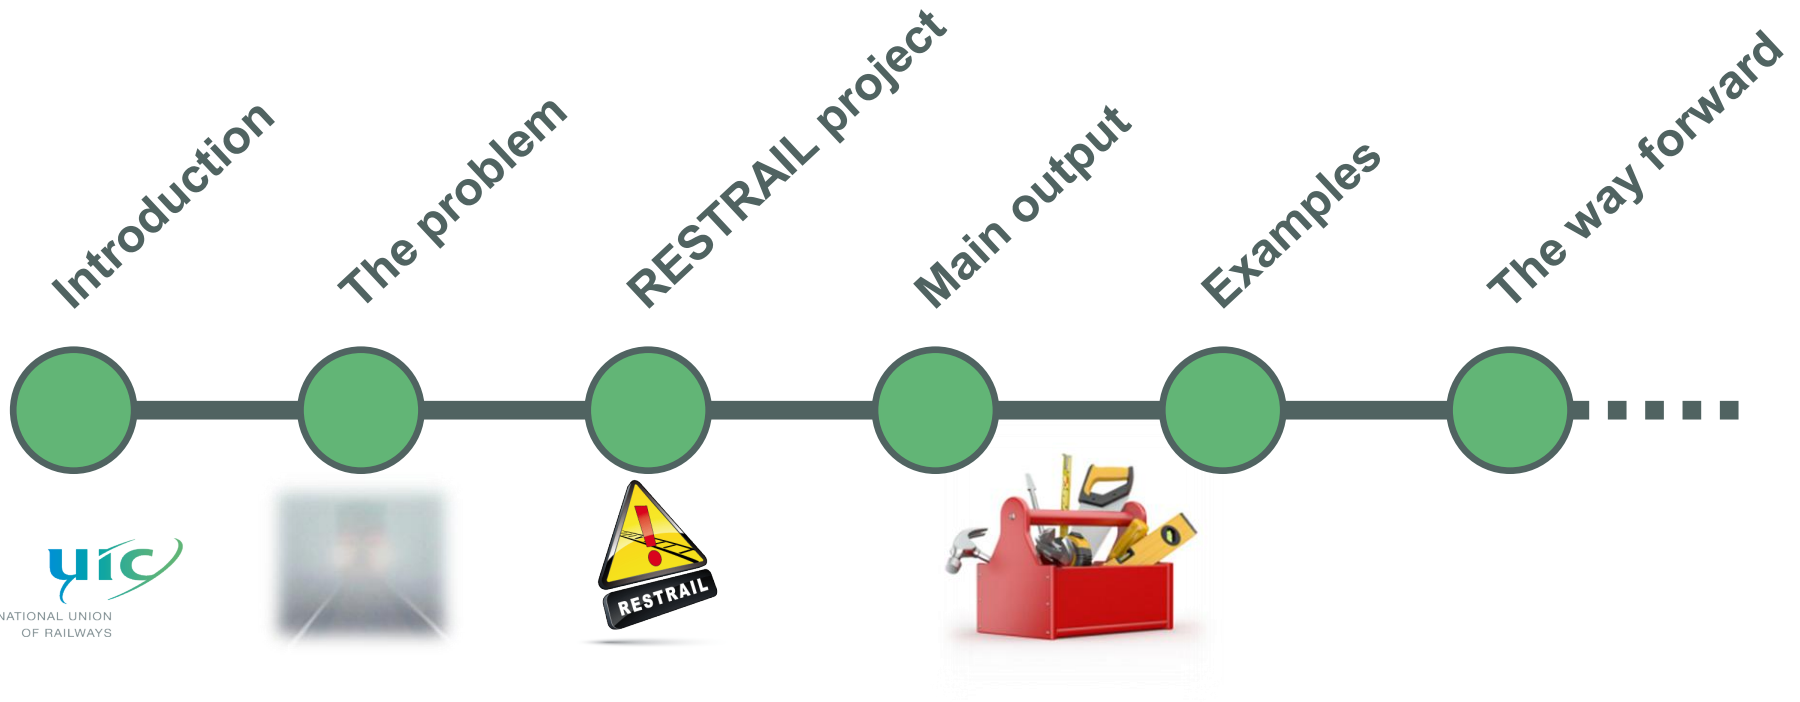 Introduction
The problem
RESTRAIL project
Main output
Examples
The way forward
uic
NATIONAL UNION
OF RAILWAYS
RESTRAIL